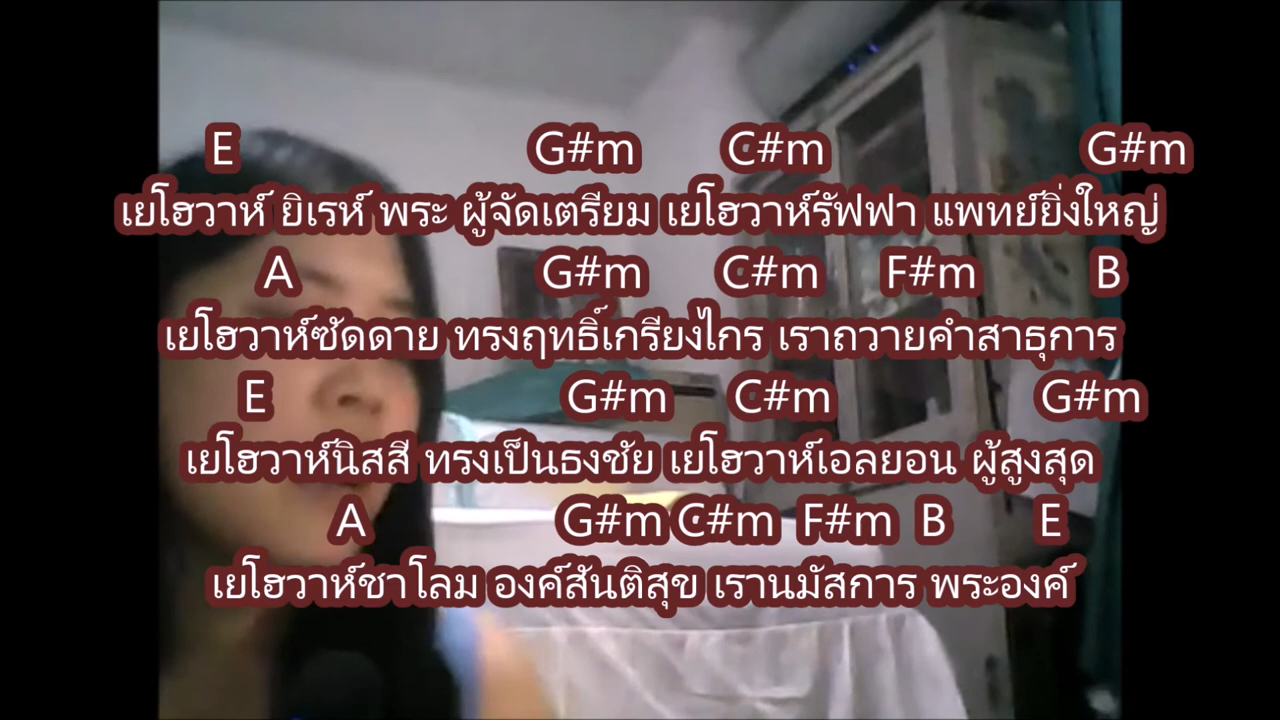 E G#m C#m G#m
เยโฮวาห์ ยิเรห์ พระ ผู้จัดเตรียม เยโฮวาห์รัฟฟา แพทย์ยิ่งใหญ่
A G#m C#m F#m B
เยโฮวาห์ซัดดาย ทรงฤทธิ์เกรียงไกร เราถวายคำสาธุการ
E G#m C#m G#m
เยโฮวาห์นิสสี ทรงเป็นธงชัย เยโฮวาห์เอลยอน ผู้สูงสุด
A G#m C#m F#m B E
เยโฮวาห์ชาโลม องค์สันติสุข เรานมัสการ พระองค์